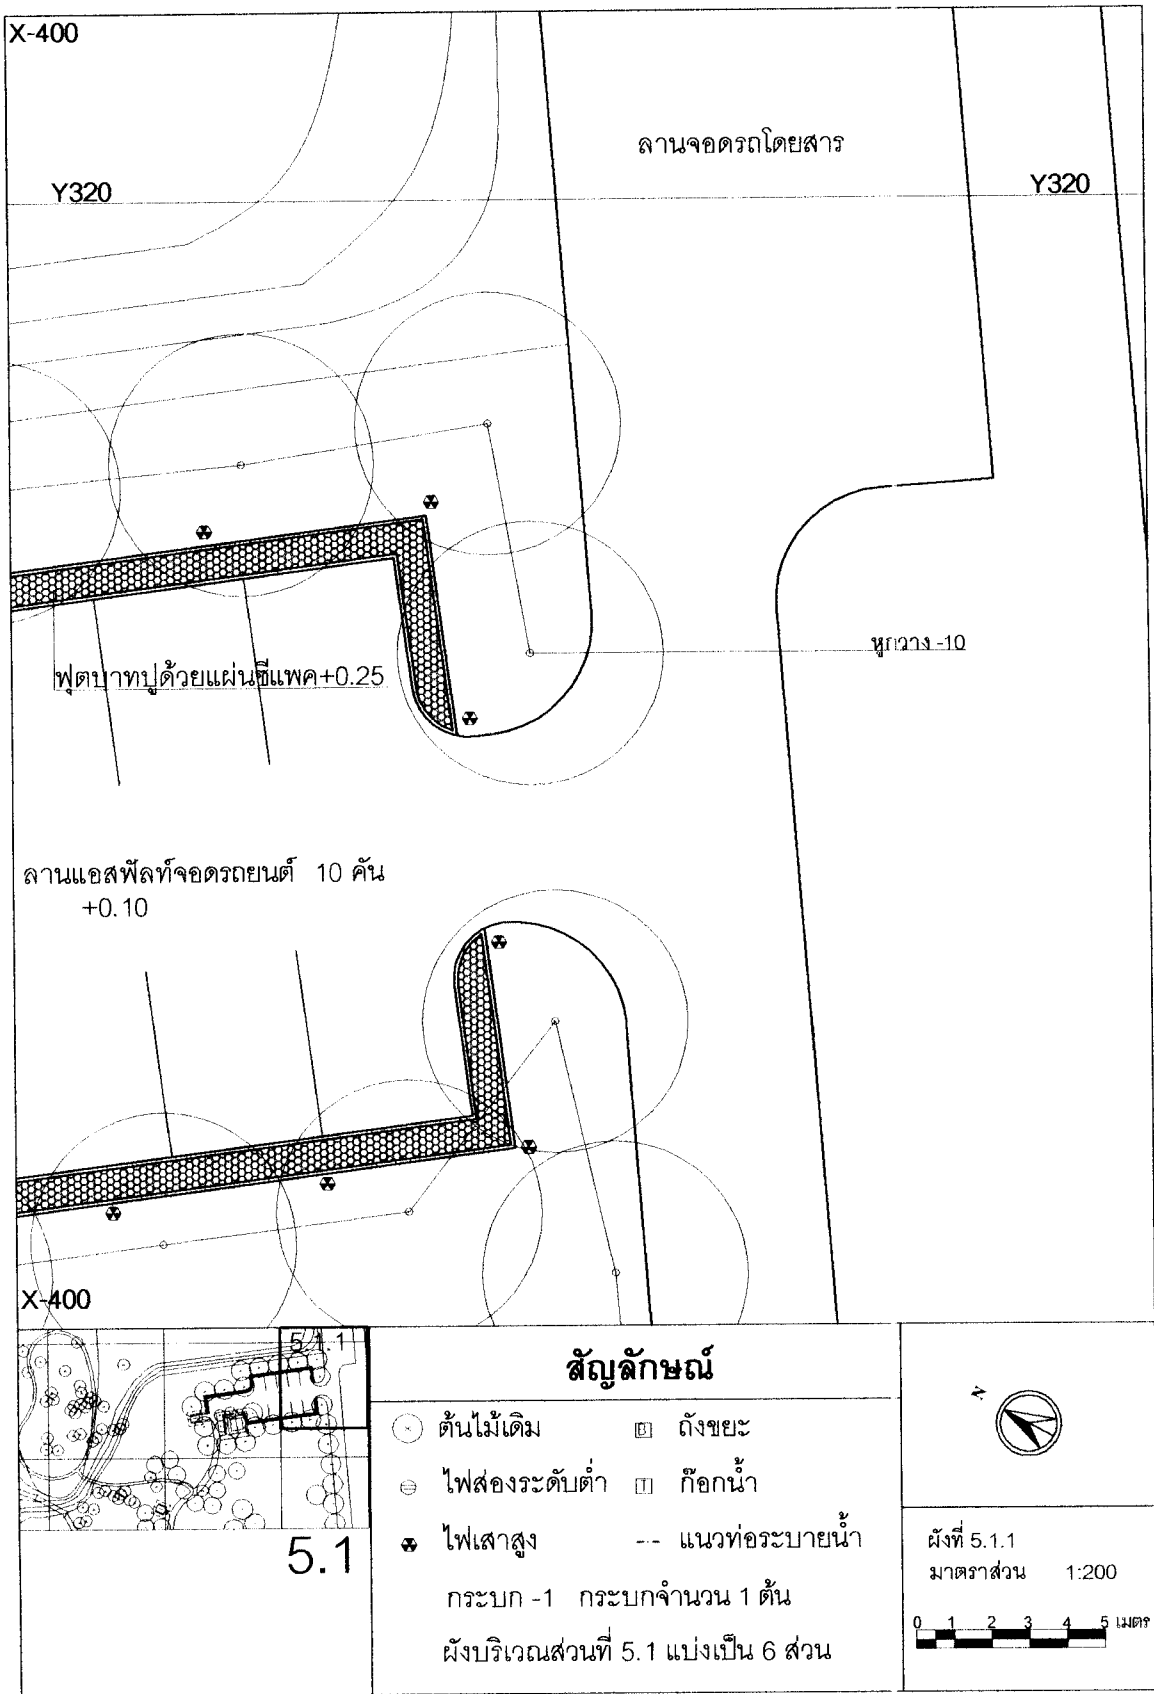 X-400
ลานจอดรถโดยสาร
Y320
Y320
หูกวาง -10
ฟุตบาทปูด้วยแผ่นซีแพค+0.25
ลานแอสฟัลท์จอดรถยนต์ 10 คัน
+0.10
X-400
5.1.1
5.1
สัญลักษณ์
ต้นไม้เดิม
ถังขยะ
ไฟส่องระดับต่ำ
T ก๊อกน้ำ
ไฟเสาสูง
--- แนวท่อระบายน้ำ
กระบก -1 กระบกจำนวน 1 ต้น
ผังบริเวณส่วนที่ 5.1 แบ่งเป็น 6 ส่วน
N
ผังที่ 5.1.1
มาตราส่วน 1:200
0 1 2 3 4 5 เมตร